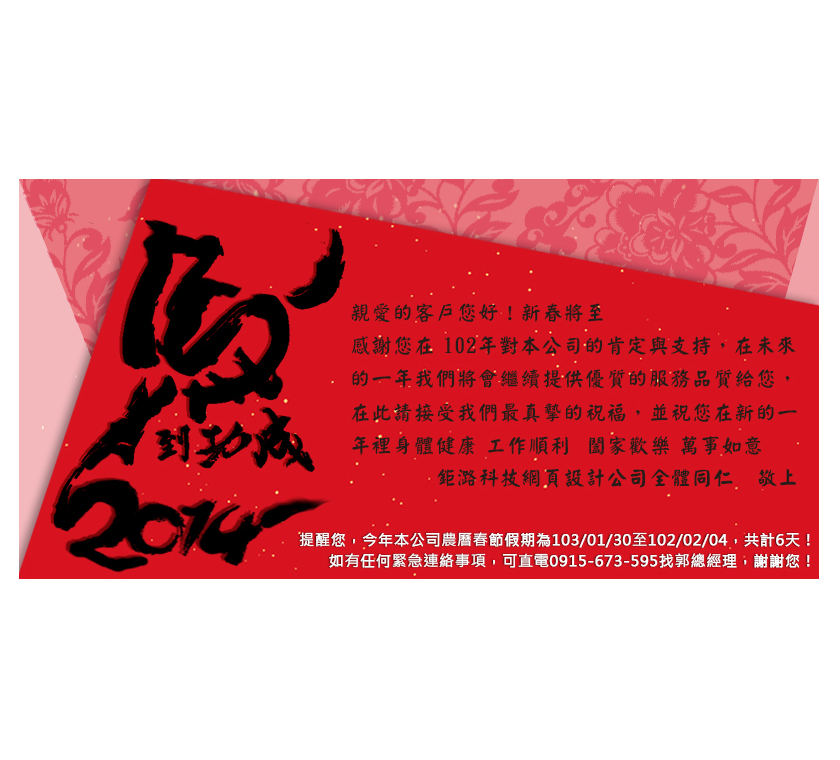 馬
到功成
2014
親愛的客戶您好！新春將至
感謝您在 102年對本公司的肯定與支持，在未來
的一年我們將會繼續提供優質的服務品質給您，
在此請接受我們最真摯的祝福，並祝您在新的一
年裡身體健康 工作順利 闔家歡樂 萬事如意
鉅潞科技網頁設計公司全體同仁 敬上
提醒您，今年本公司農曆春節假期為103/01/30至102/02/04，共計6天！
如有任何緊急連絡事項，可直電0915-673-595找郭總經理，謝謝您！